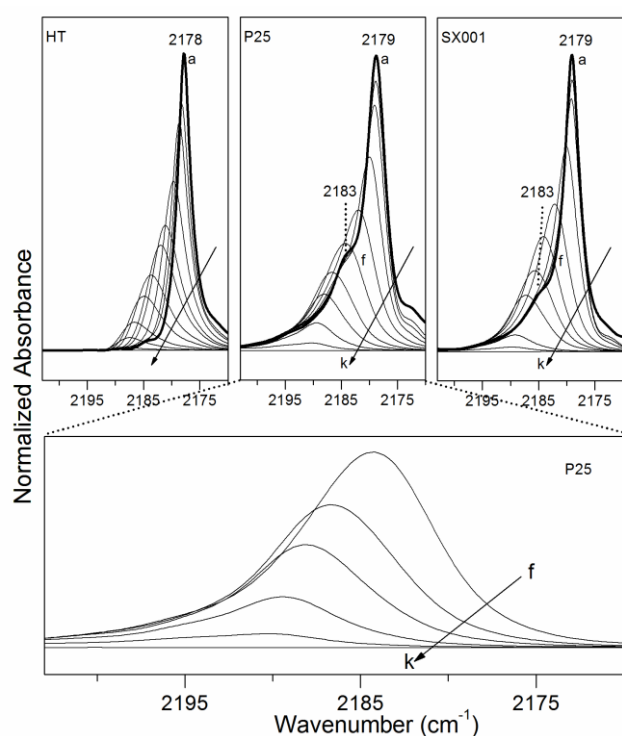 HT
2178
a
P25
2179
a
2183
f
k
SX001
2179
a
2183
f
k
2195 2185 2175
2195 2185 2175
2195 2185 2175
Normalized Absorbance
P25
f
k
2195 2185 2175
Wavenumber (cm⁻¹)